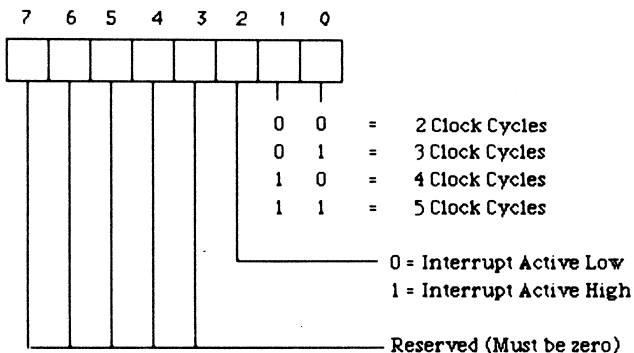 7 6 5 4 3 2 1 0
0 0 = 2 Clock Cycles
0 1 = 3 Clock Cycles
1 0 = 4 Clock Cycles
1 1 = 5 Clock Cycles
0 = Interrupt Active Low
1 = Interrupt Active High
Reserved (Must be zero)